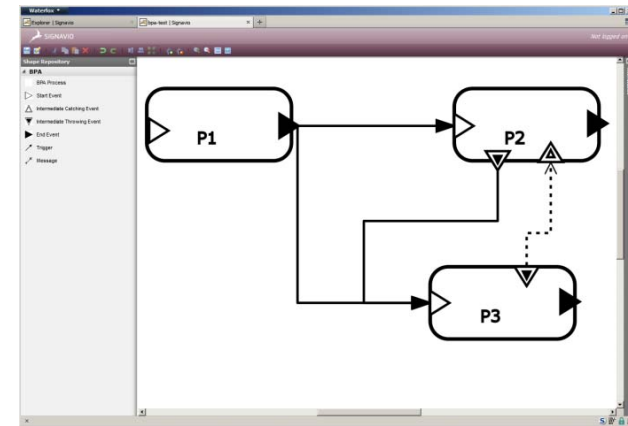 Waterfox
Explorer | Signavio
bpa-test | Signavio
SIGNAVIO
Not logged on
Shape Repository
BPA
BPA Process
Start Event
Intermediate Catching Event
Intermediate Throwing Event
End Event
Trigger
Message
P1
P2
P3